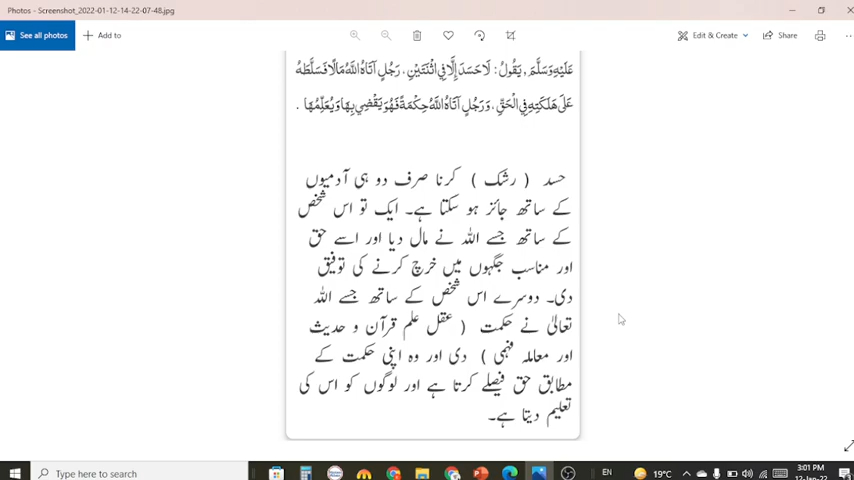 Photos - Screenshot_2022-01-12-14-22-07-48.jpg
See all photos
Add to
Edit & Create
Share
عَلَيْهِ وَسَلَّمَ، يَقُولُ: لَا حَسَدَ إِلَّا فِي اثْنَتَيْنِ، رَجُلٍ آتَاهُ اللَّهُ مَالًا فَسَلَّطَهُ
عَلَى هَلَكَتِهِ فِي الْحَقِّ، وَرَجُلٍ آتَاهُ اللَّهُ حِكْمَةً فَهُوَ يَقْضِي بِهَا وَيُعَلِّمُهَا .
حسد ( رشک ) کرنا صرف دو ہی آدمیوں
کے ساتھ جائز ہو سکتا ہے۔ ایک تو اس شخص
کے ساتھ جسے اللہ نے مال دیا اور اسے حق
اور مناسب جگہوں میں خرچ کرنے کی توفیق
دی۔ دوسرے اس شخص کے ساتھ جسے اللہ
تعالیٰ نے حکمت ( عقل علم قرآن و حدیث
اور معاملہ فہمی ) دی اور وہ اپنی حکمت کے
مطابق حق فیصلے کرتا ہے اور لوگوں کو اس کی
تعلیم دیتا ہے۔
Type here to search
EN
19°C
3:01 PM
12-Jan-22